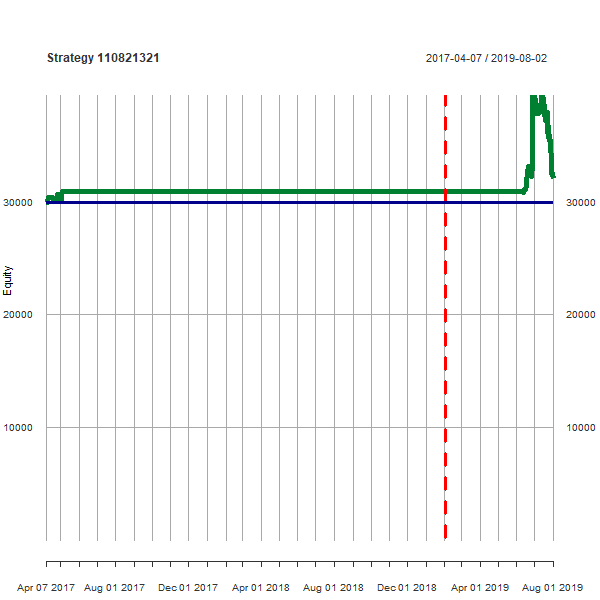 Strategy 110821321
2017-04-07 / 2019-08-02
30000
30000
Equity
20000
20000
10000
10000
Apr 07 2017
Aug 01 2017
Dec 01 2017
Apr 01 2018
Aug 01 2018
Dec 01 2018
Apr 01 2019
Aug 01 2019